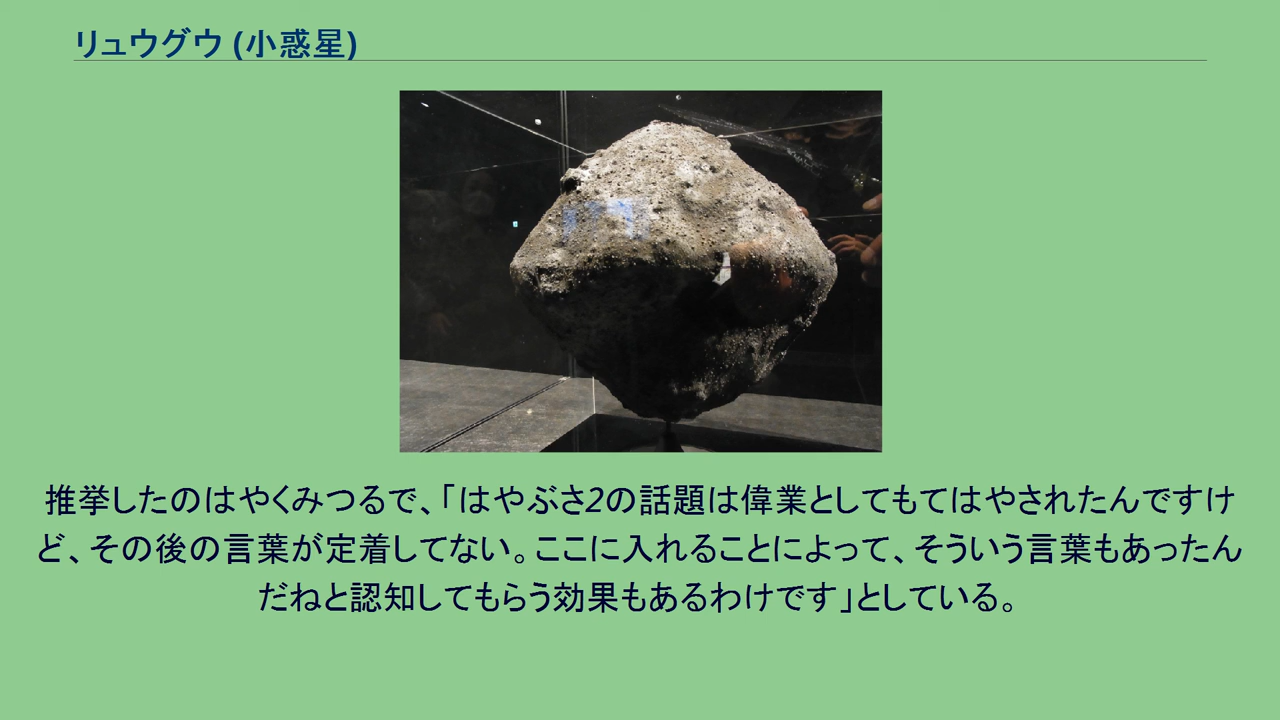 リュウグウ (小惑星)
推挙したのはやくみつるで、「はやぶさ2の話題は偉業としてもてはやされたんですけ
ど、その後の言葉が定着してない。ここに入れることによって、そういう言葉もあったん
だねと認知してもらう効果もあるわけです」としている。